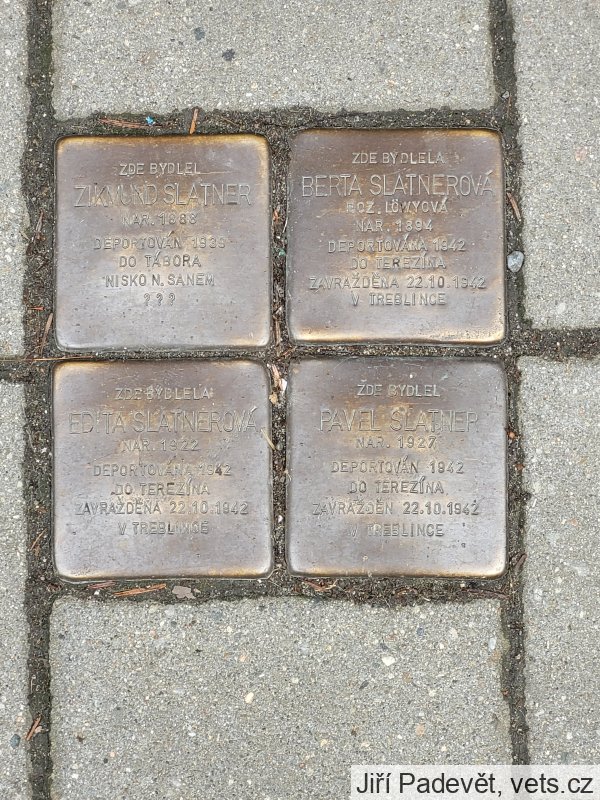 ZDE BYDLEL
ZIKMUND SLATNER
NAR. 1888
DEPORTOVÁN 1939
DO TÁBORA
NISKO N. SANEM
? ? ?
ZDE BYDLELA
BERTA SLATNEROVÁ
ROZ. LÖWYOVÁ
NAR. 1894
DEPORTOVÁNA 1942
DO TEREZÍNA
ZAVRAŽDĚNA 22.10.1942
V TREBLINCE
ZDE BYDLELA
EDITA SLATNEROVÁ
NAR. 1922
DEPORTOVÁNA 1942
DO TEREZÍNA
ZAVRAŽDĚNA 22.10.1942
V TREBLINCE
ZDE BYDLEL
PAVEL SLATNER
NAR. 1927
DEPORTOVÁN 1942
DO TEREZÍNA
ZAVRAŽDĚN 22.10.1942
V TREBLINCE
Jiří Padevět, vets.cz